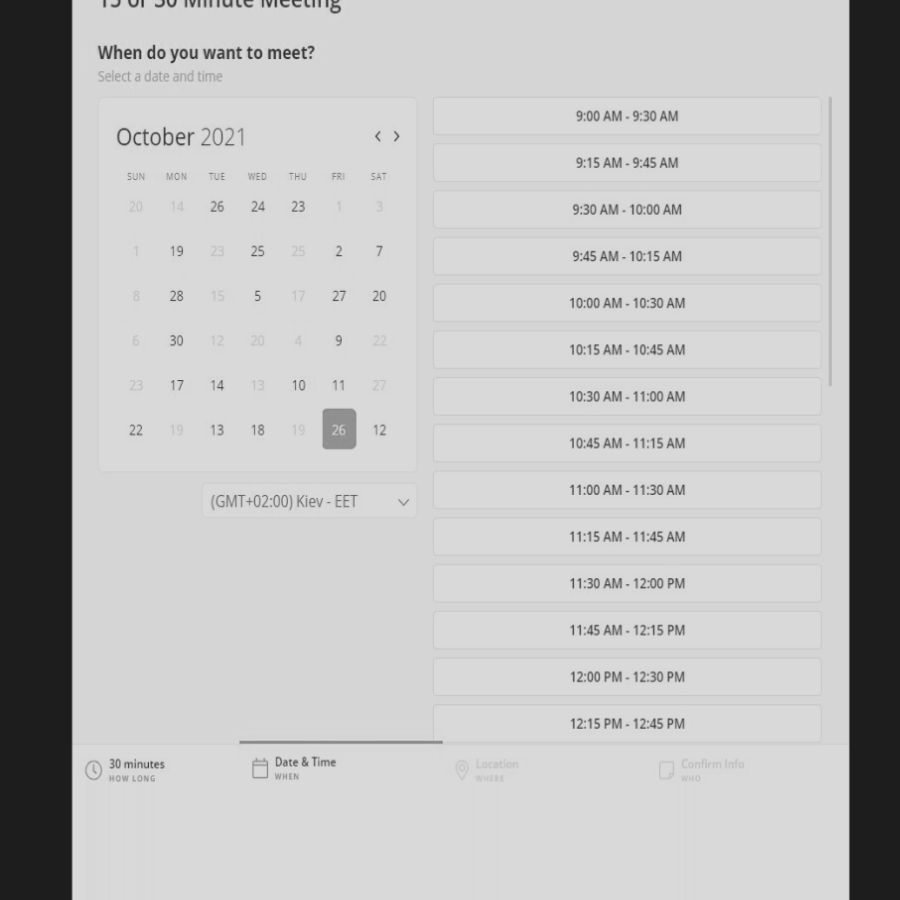 15 or 30 Minute Meeting
When do you want to meet?
Select a date and time
October 2021
SUN MON TUE WED THU FRI SAT
20 14 26 24 23 1 3
1 19 23 25 25 2 7
8 28 15 5 17 27 20
6 30 12 20 4 9 22
23 17 14 13 10 11 27
22 19 13 18 19 26 12
(GMT+02:00) Kiev - EET
9:00 AM - 9:30 AM
9:15 AM - 9:45 AM
9:30 AM - 10:00 AM
9:45 AM - 10:15 AM
10:00 AM - 10:30 AM
10:15 AM - 10:45 AM
10:30 AM - 11:00 AM
10:45 AM - 11:15 AM
11:00 AM - 11:30 AM
11:15 AM - 11:45 AM
11:30 AM - 12:00 PM
11:45 AM - 12:15 PM
12:00 PM - 12:30 PM
12:15 PM - 12:45 PM
30 minutes
HOW LONG
Date & Time
WHEN
Location
WHERE
Confirm Info
WHO